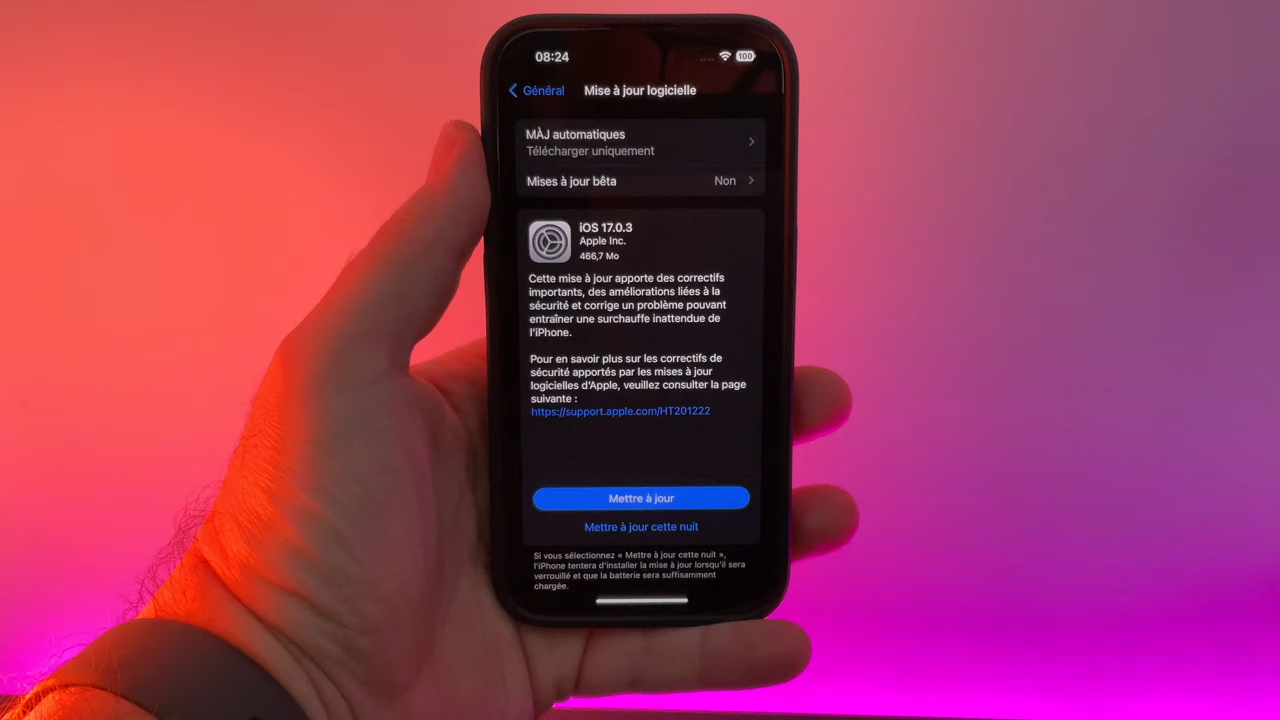 08:24
100
Général
Mise à jour logicielle
MÀJ automatiques
Télécharger uniquement
Mises à jour bêta
Non
iOS 17.0.3
Apple Inc.
466,7 Mo
Cette mise à jour apporte des correctifs
importants, des améliorations liées à la
sécurité et corrige un problème pouvant
entraîner une surchauffe inattendue de
l'iPhone.
Pour en savoir plus sur les correctifs de
sécurité apportés par les mises à jour
logicielles d'Apple, veuillez consulter la page
suivante :
https://support.apple.com/HT201222
Mettre à jour
Mettre à jour cette nuit
Si vous sélectionnez « Mettre à jour cette nuit »,
l'iPhone tentera d'installer la mise à jour lorsqu'il sera
verrouillé et que la batterie sera suffisamment
chargée.